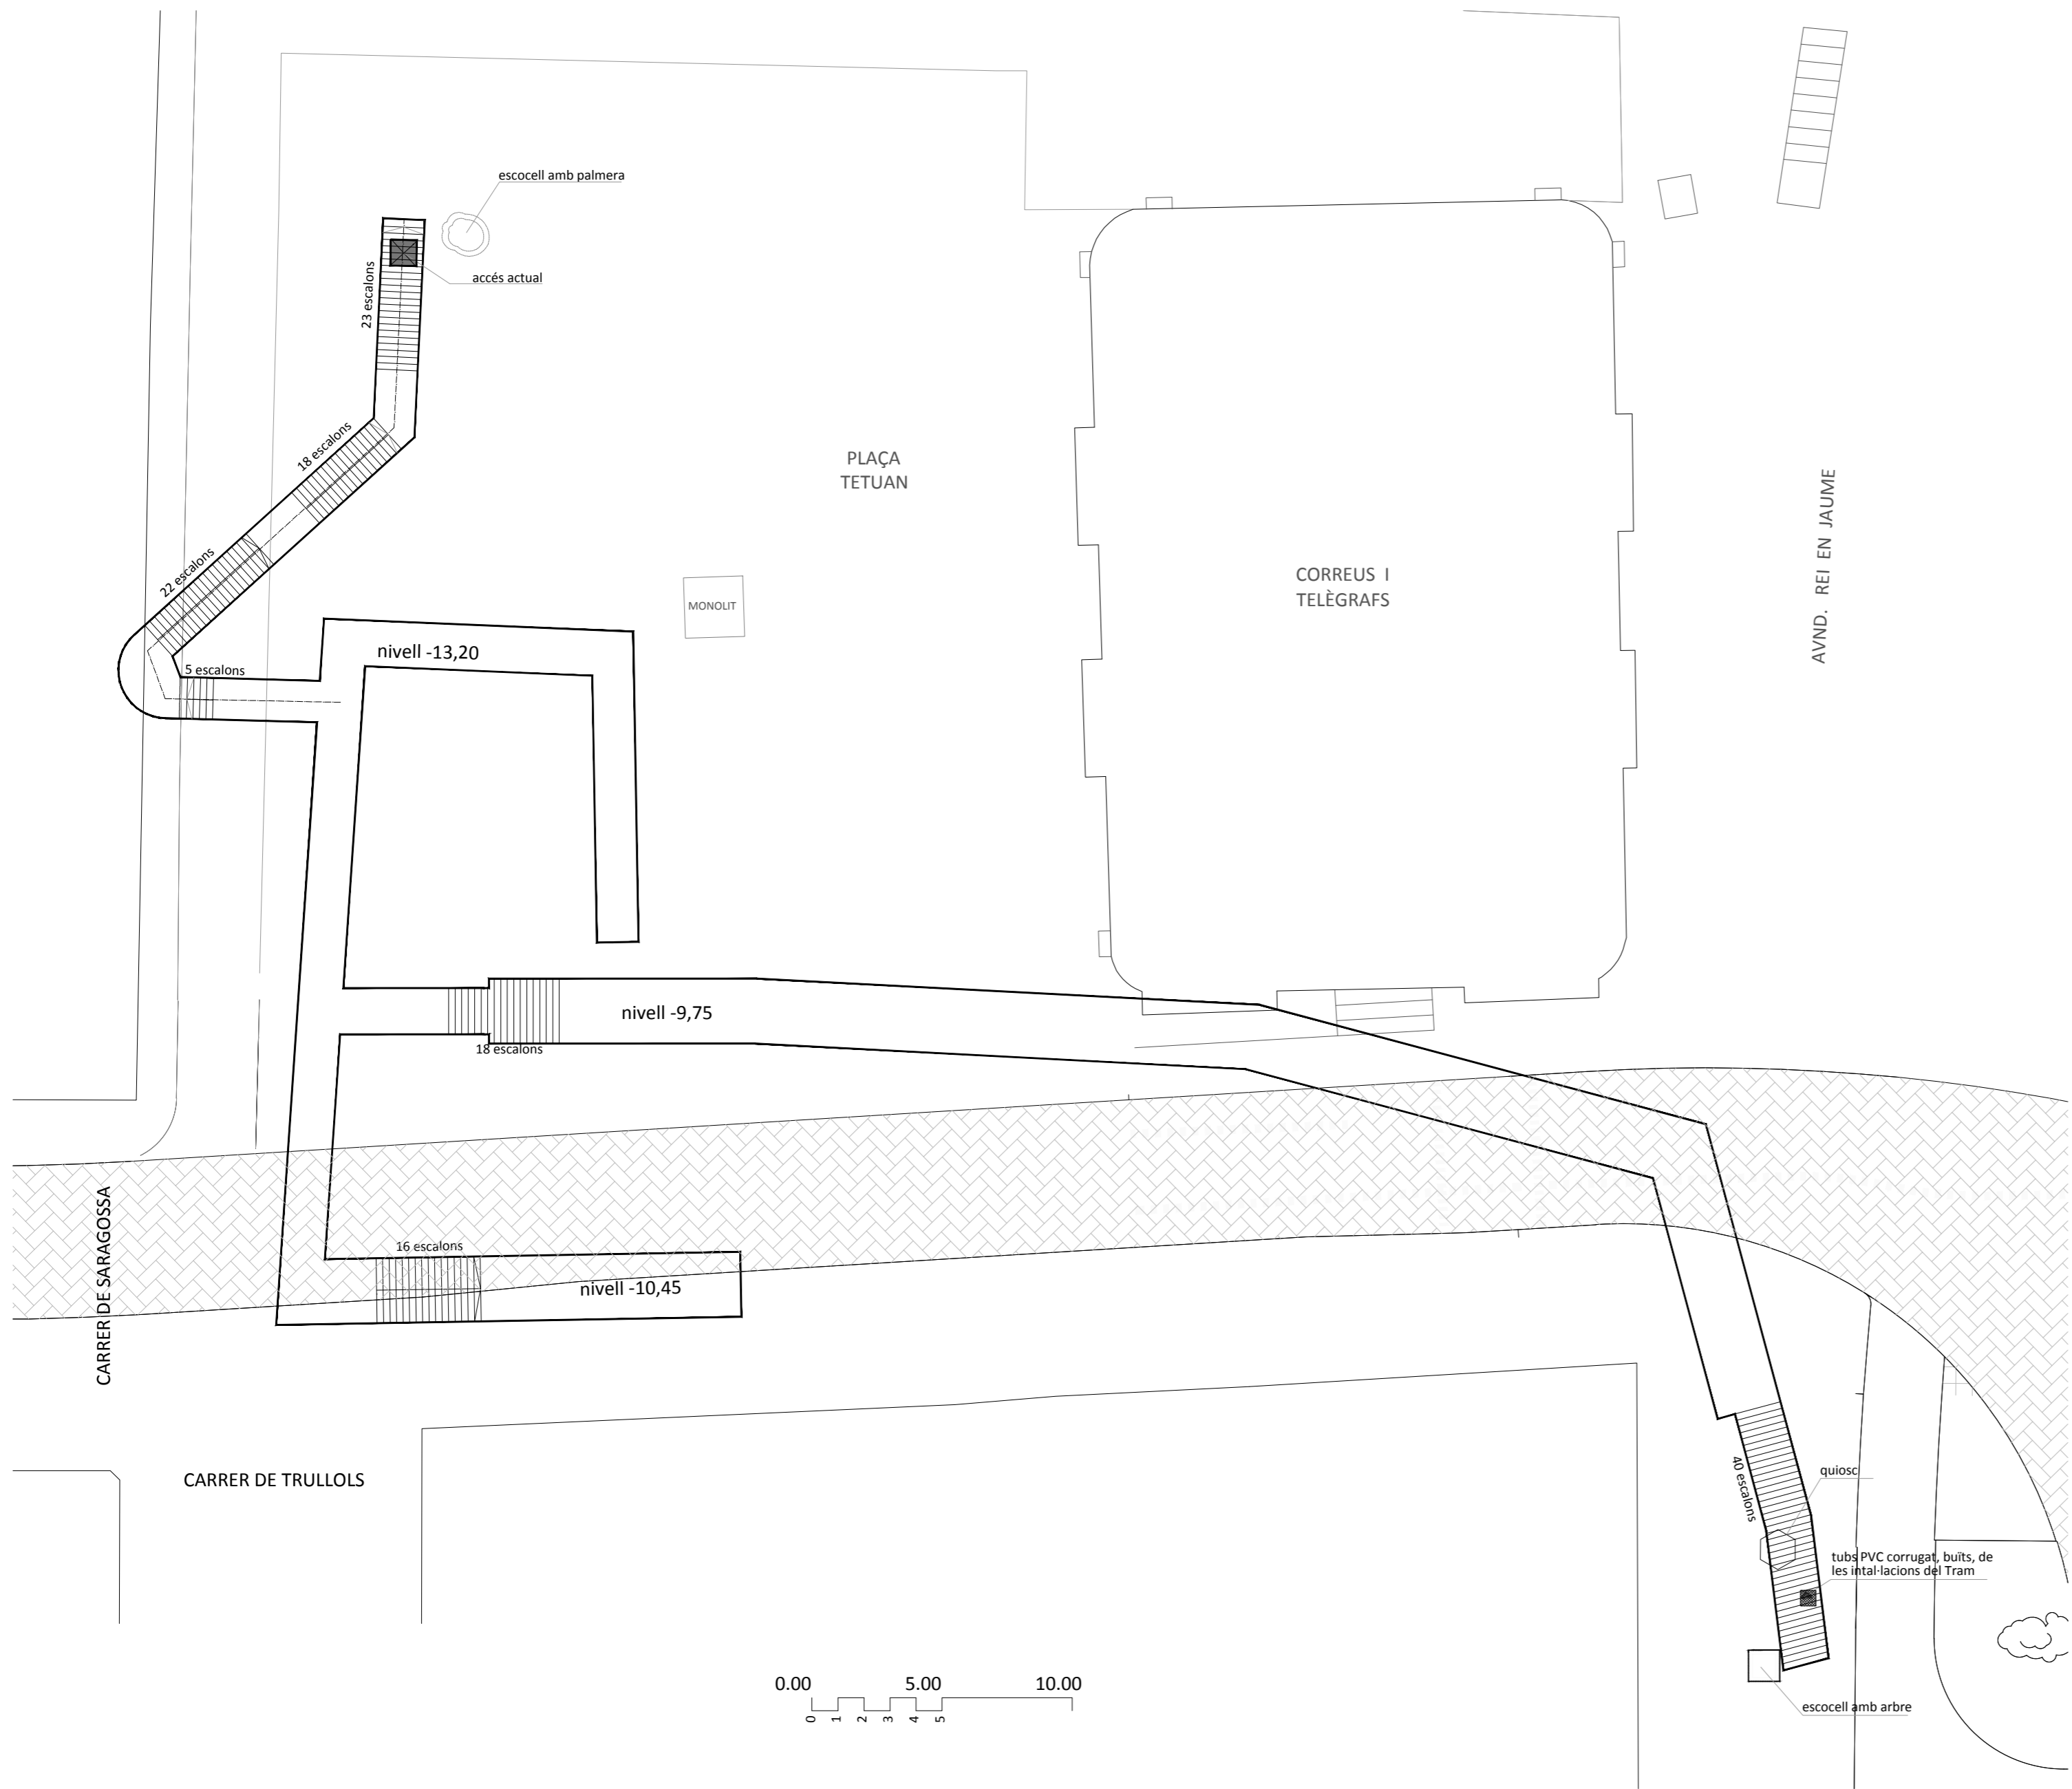 escocell amb palmera
accés actual
23 escalons
18 escalons
PLAÇA
TETUAN
AVND. REI EN JAUME
CORREUS I
TELÈGRAFS
22 escalons
MONOLIT
nivell -13,20
5 escalons
nivell -9,75
18 escalons
CARRER DE SARAGOSSA
16 escalons
nivell -10,45
CARRER DE TRULLOLS
quiosc
40 escalons
tubs PVC corrugat, buïts, de
les intal·lacions del Tram
0.00 5.00 10.00
0 1 2 3 4 5
escocell amb arbre